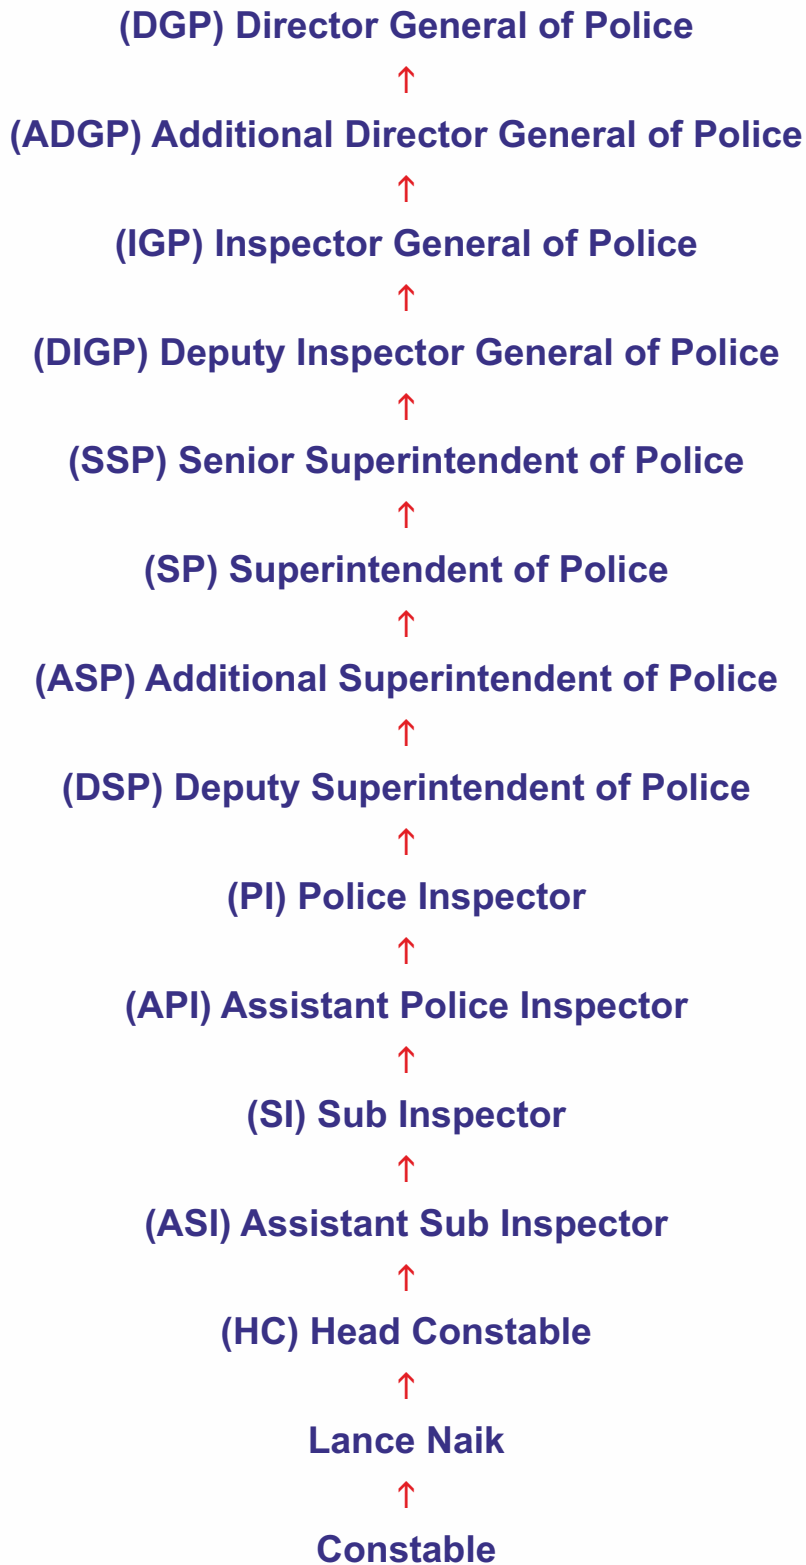 (DGP) Director General of Police
↑
(ADGP) Additional Director General of Police
↑
(IGP) Inspector General of Police
↑
(DIGP) Deputy Inspector General of Police
↑
(SSP) Senior Superintendent of Police
↑
(SP) Superintendent of Police
↑
(ASP) Additional Superintendent of Police
↑
(DSP) Deputy Superintendent of Police
↑
(PI) Police Inspector
↑
(API) Assistant Police Inspector
↑
(SI) Sub Inspector
↑
(ASI) Assistant Sub Inspector
↑
(HC) Head Constable
↑
Lance Naik
↑
Constable